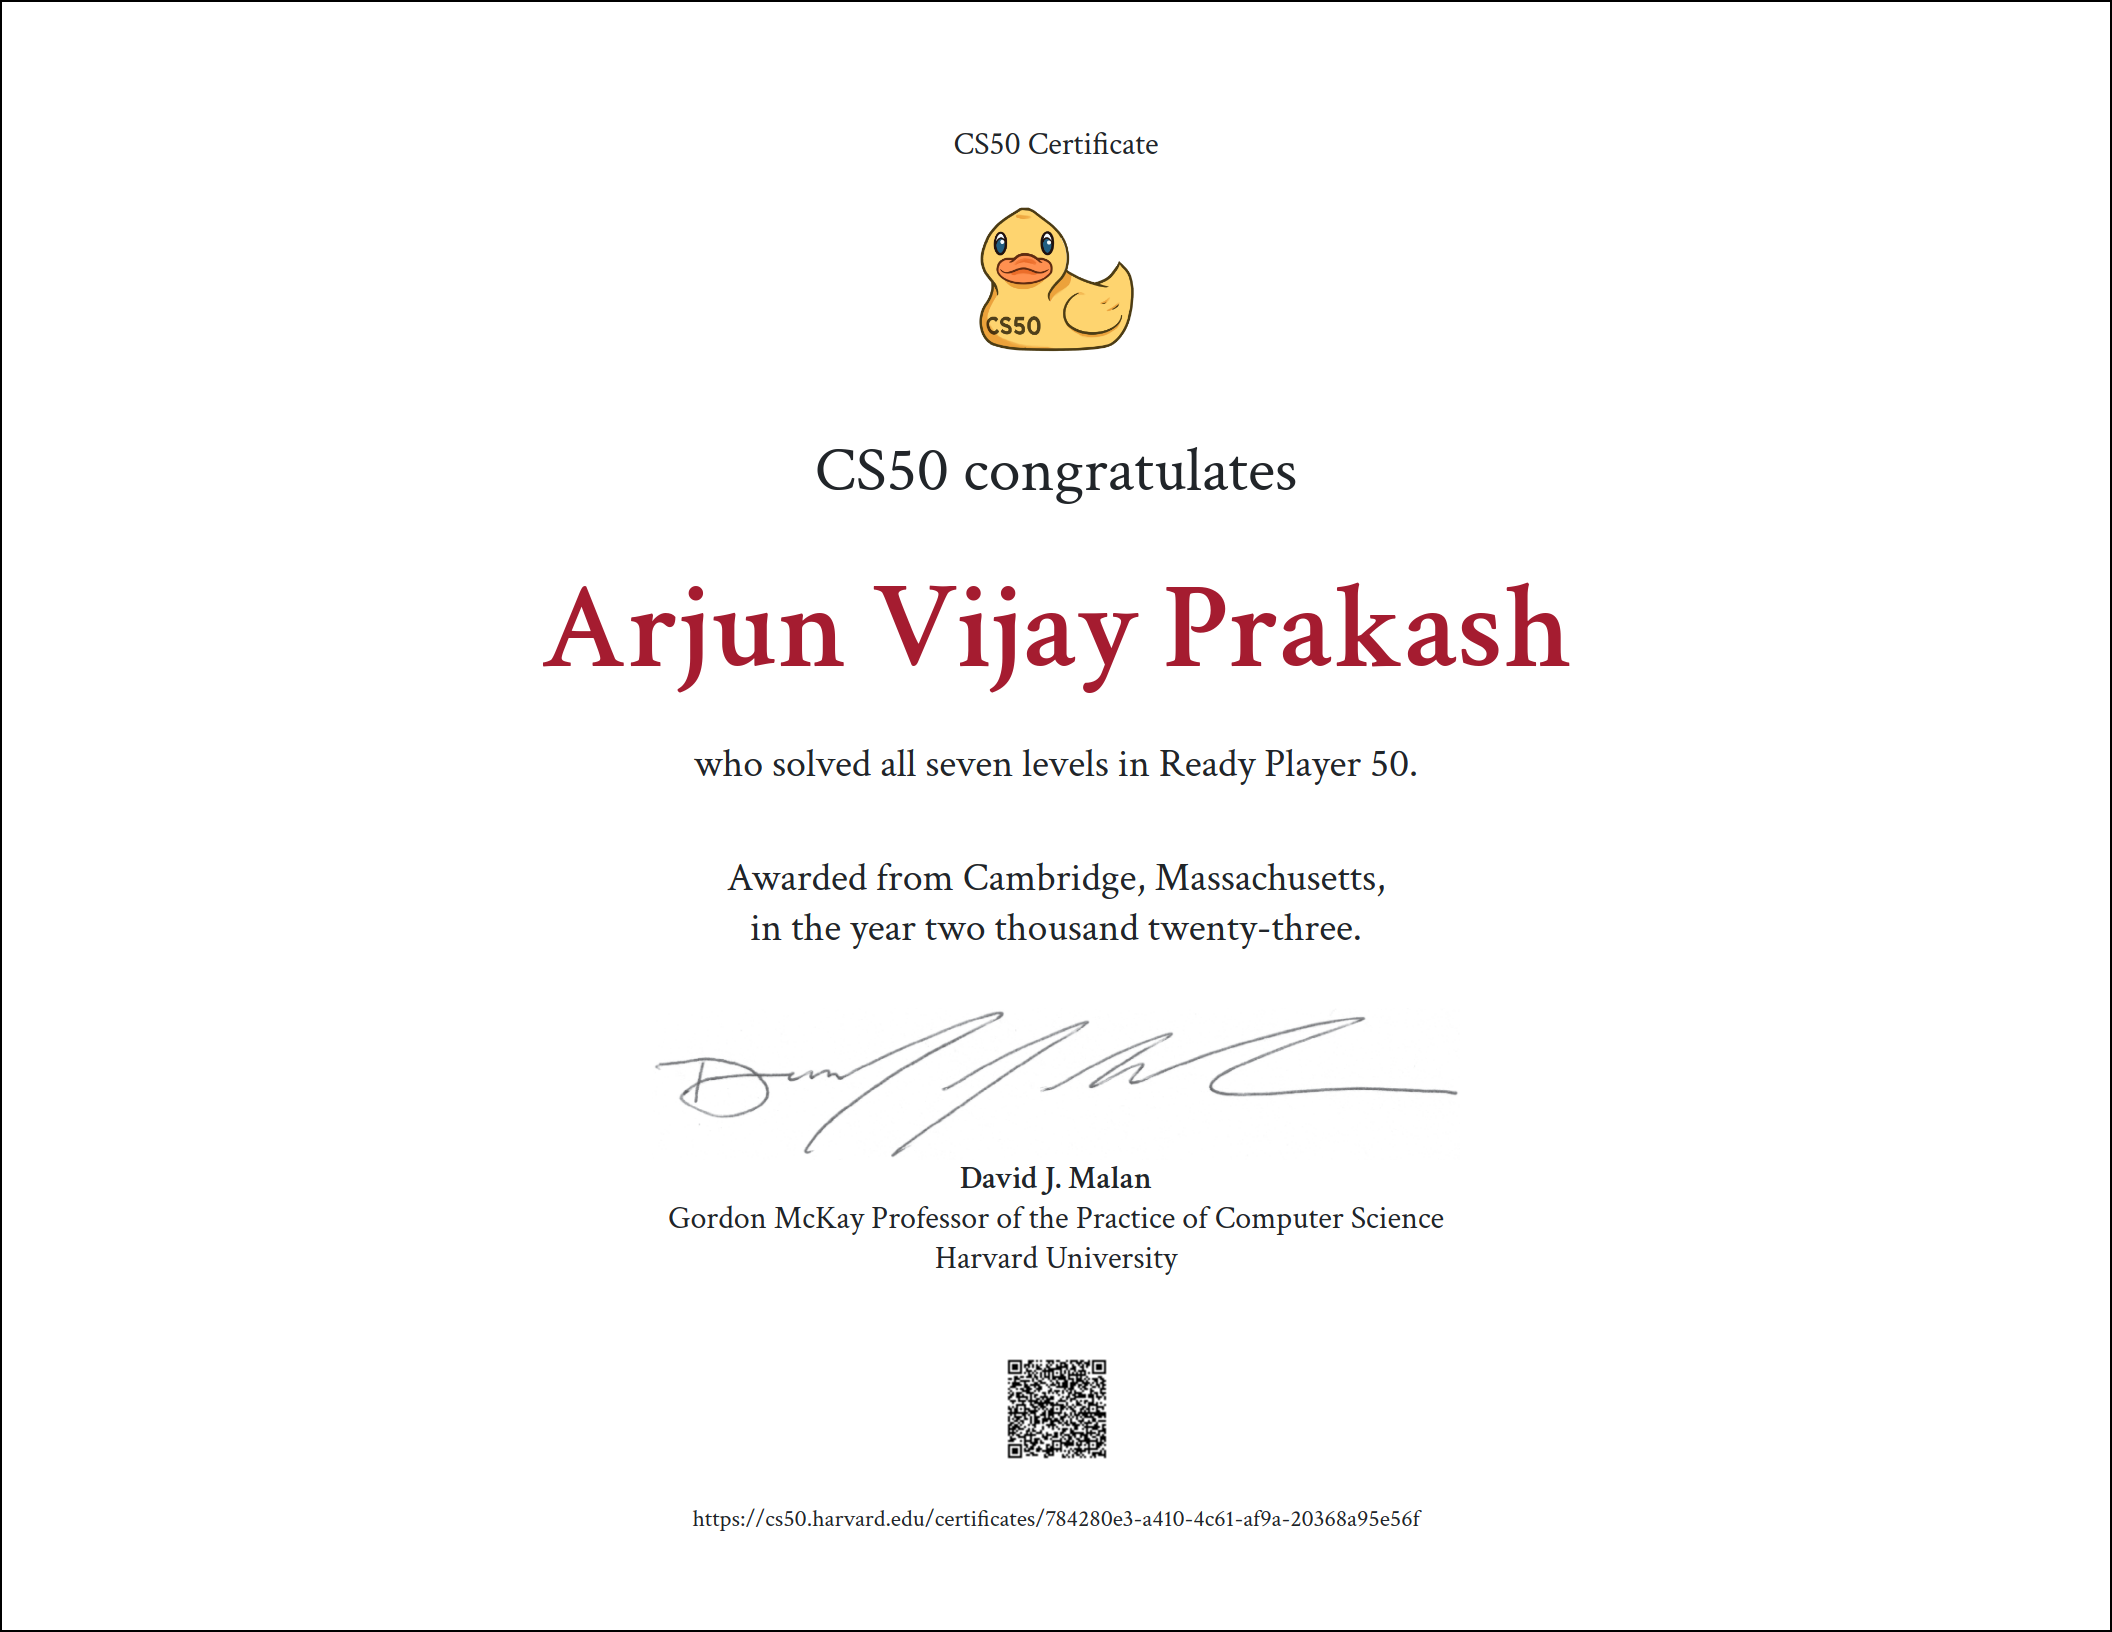 CS50 Certificate
CS50
CS50 congratulates
Arjun Vijay Prakash
who solved all seven levels in Ready Player 50.
Awarded from Cambridge, Massachusetts,
in the year two thousand twenty-three.
David J. Malan
Gordon McKay Professor of the Practice of Computer Science
Harvard University
https://cs50.harvard.edu/certificates/784280e3-a410-4c61-af9a-20368a95e56f